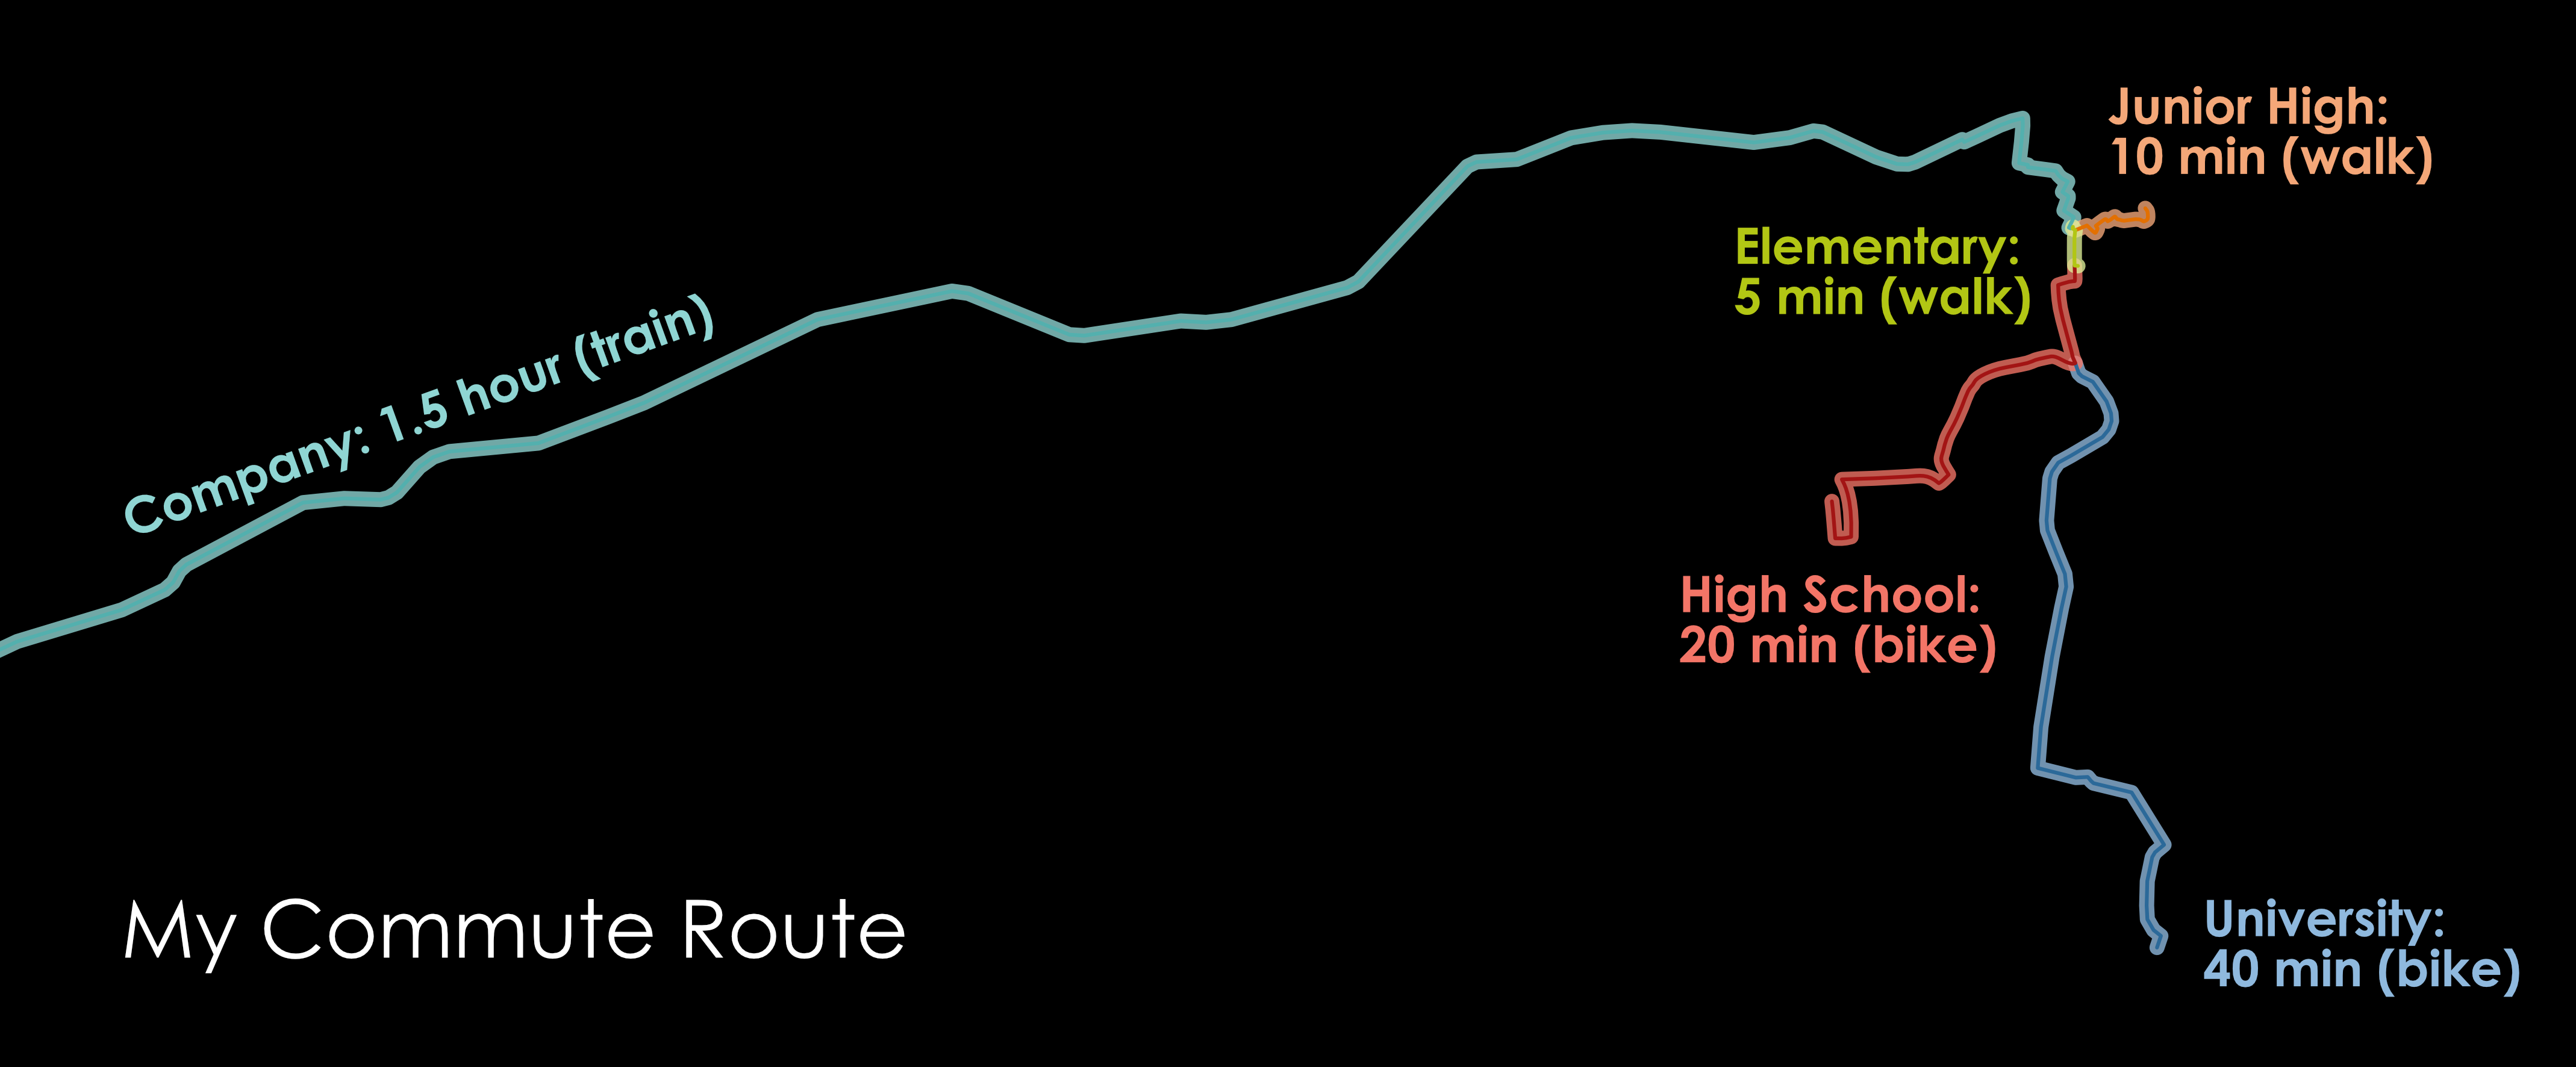 Junior High:
10 min (walk)
Elementary:
5 min (walk)
Company: 1.5 hour (train)
High School:
20 min (bike)
My Commute Route
University:
40 min (bike)